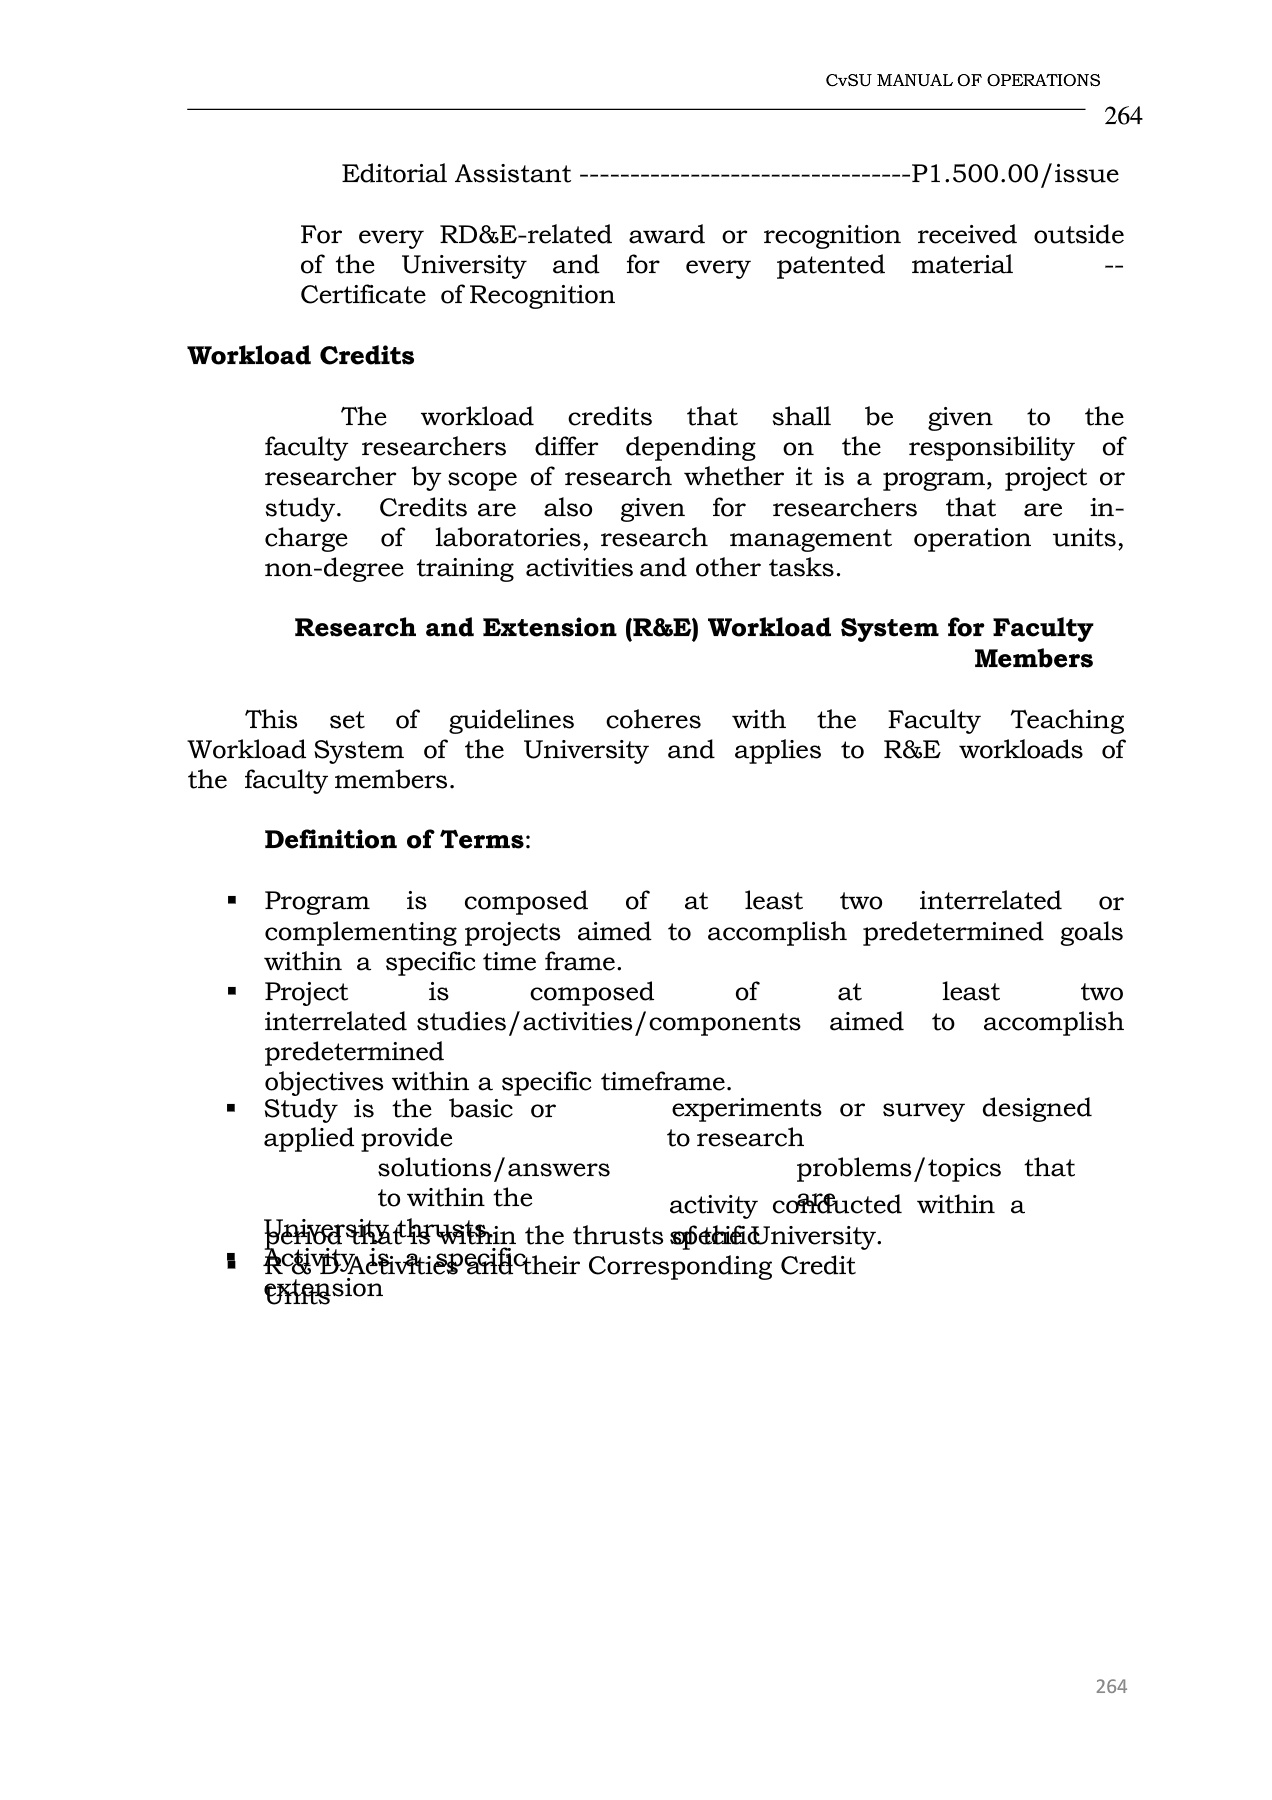 CvSU MANUAL OF OPERATIONS
264
Editorial Assistant ---------------------------------P1.500.00/issue
For every RD&E-related award or recognition received outside
of the University and for every patented material --
Certificate of Recognition
Workload Credits
The workload credits that shall be given to the
faculty researchers differ depending on the responsibility of
researcher by scope of research whether it is a program, project or
study. Credits are also given for researchers that are in-
charge of laboratories, research management operation units,
non-degree training activities and other tasks.
Research and Extension (R&E) Workload System for Faculty
Members
This set of guidelines coheres with the Faculty Teaching
Workload System of the University and applies to R&E workloads of
the faculty members.
Definition of Terms:
▪ Program is composed of at least two interrelated or
complementing projects aimed to accomplish predetermined goals
within a specific time frame.
▪ Project is composed of at least two
interrelated studies/activities/components aimed to accomplish
predetermined
objectives within a specific timeframe.
▪ Study is the basic or experiments or survey designed
applied provide to research
solutions/answers problems/topics that
to within the are
activity conducted within a
University thrusts.
period that is within the thrusts of the University.
specific
▪ Activity is a specific
▪ R & D Activities and their Corresponding Credit
extension
Units
264